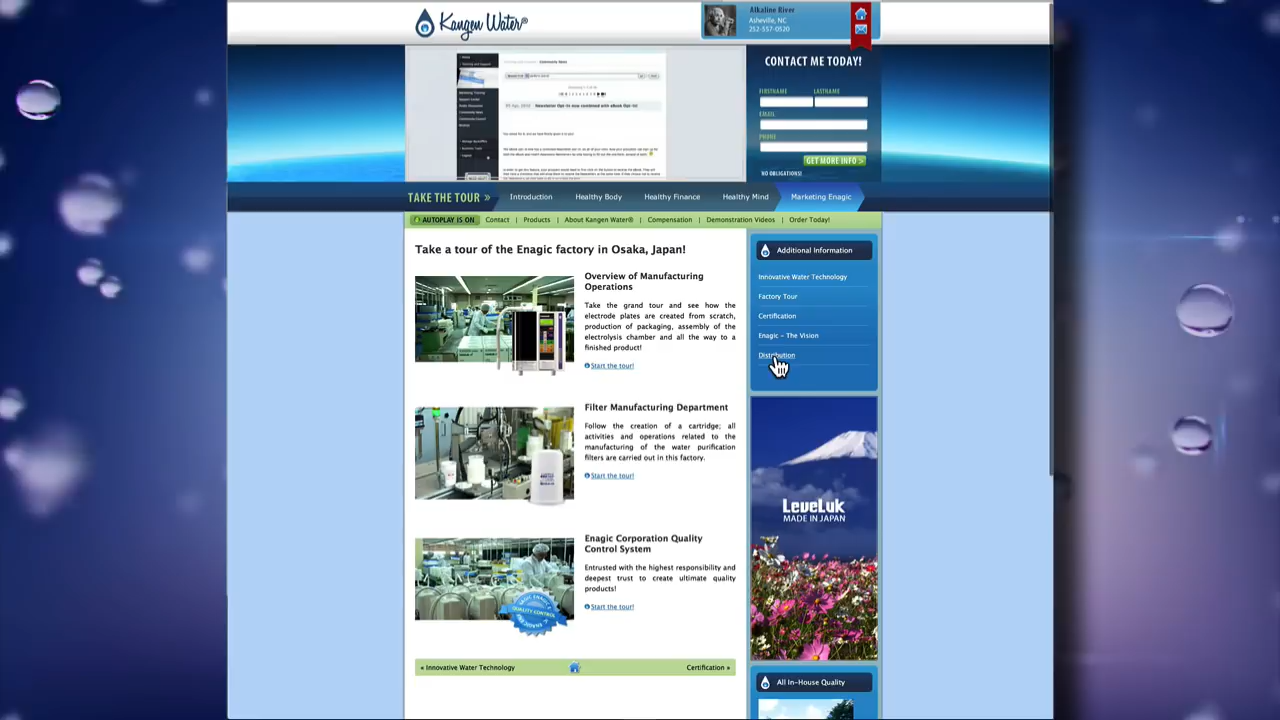 Kangen Water®
Alkaline River
Asheville, NC
252-557-0520
CONTACT ME TODAY!
FIRSTNAME LASTNAME
EMAIL
PHONE
GET MORE INFO >
NO OBLIGATIONS!
TAKE THE TOUR »
Introduction
Healthy Body
Healthy Finance
Healthy Mind
Marketing Enagic
AUTOPLAY IS ON
Contact | Products | About Kangen Water® | Compensation | Demonstration Videos | Order Today!
Take a tour of the Enagic factory in Osaka, Japan!
Overview of Manufacturing
Operations
Take the grand tour and see how the
electrode plates are created from scratch,
production of packaging, assembly of the
electrolysis chamber and all the way to a
finished product!
Start the tour!
Filter Manufacturing Department
Follow the creation of a cartridge; all
activities and operations related to the
manufacturing of the water purification
filters are carried out in this factory.
Start the tour!
Enagic Corporation Quality
Control System
Entrusted with the highest responsibility and
deepest trust to create ultimate quality
products!
Start the tour!
QUALITY CONTROL
« Innovative Water Technology
Certification »
Additional Information
Innovative Water Technology
Factory Tour
Certification
Enagic – The Vision
Distribution
LeveLuk
MADE IN JAPAN
All In-House Quality